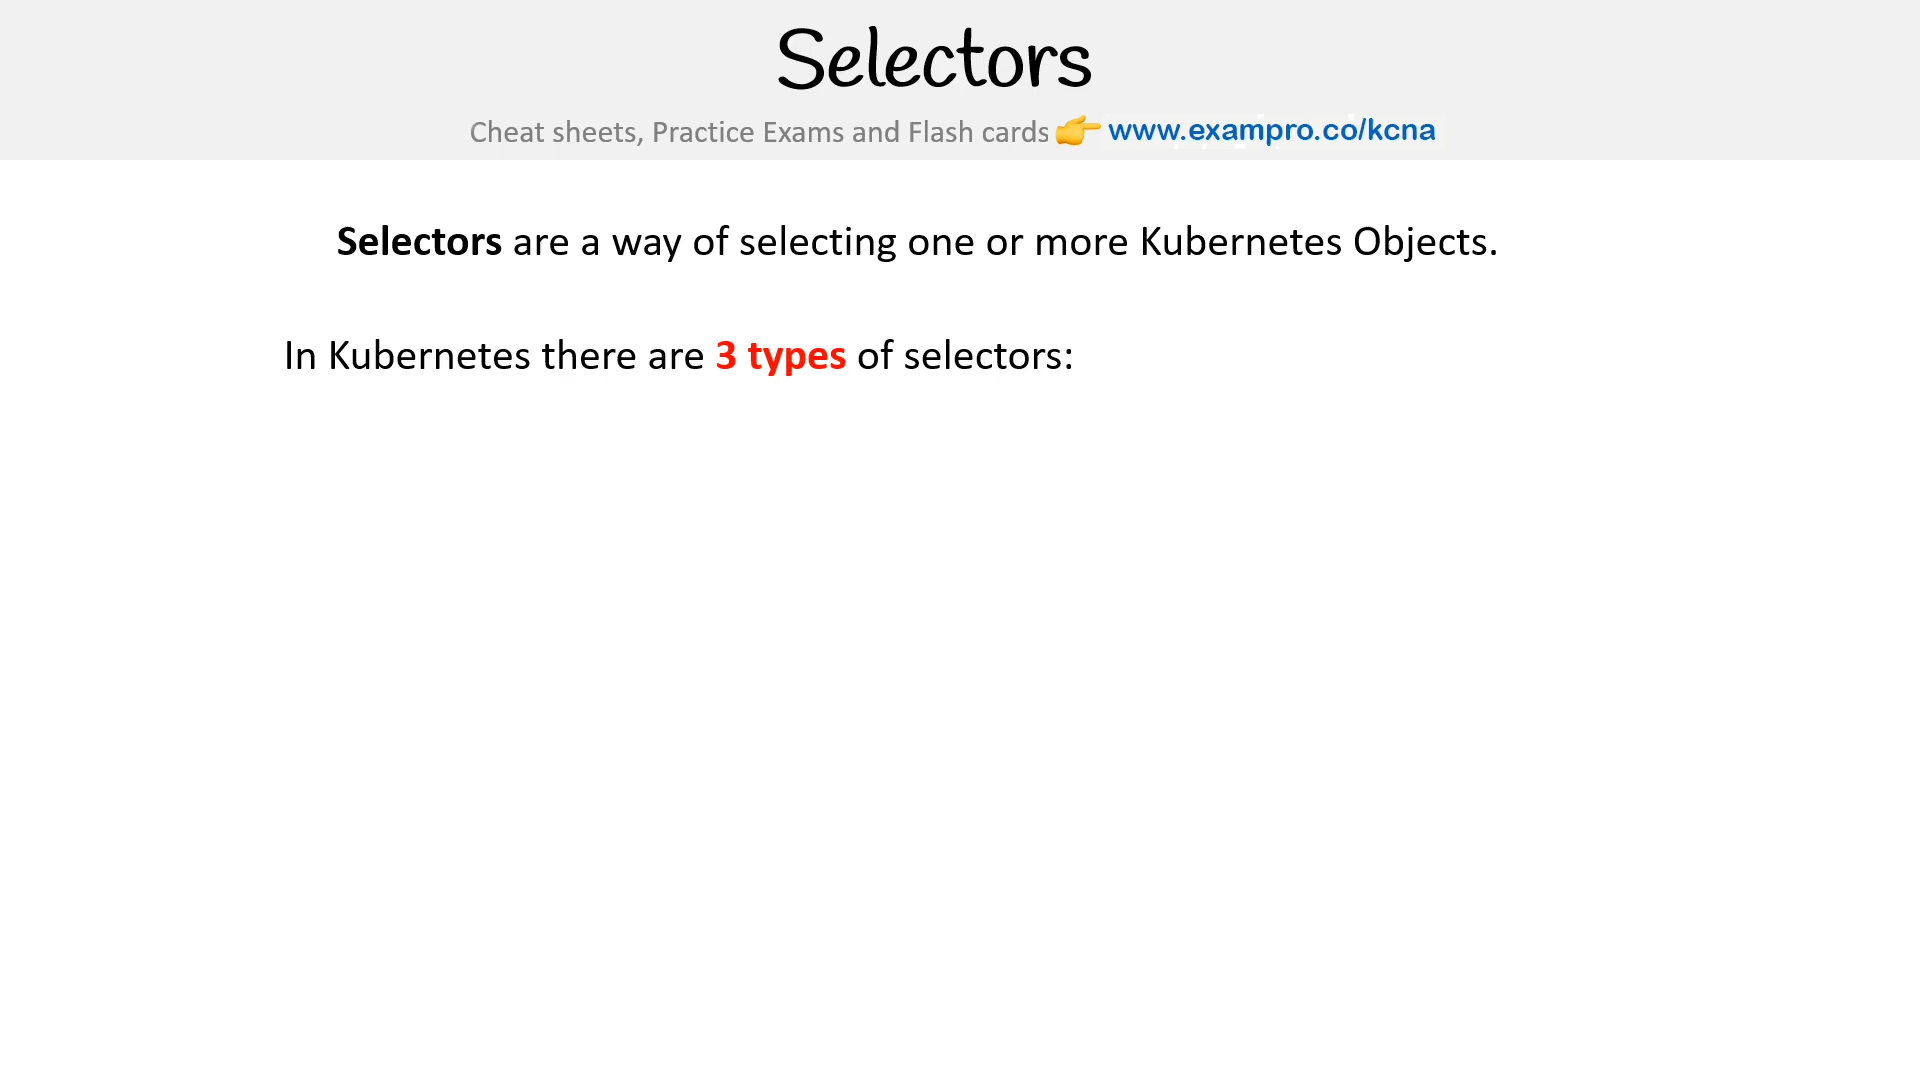 Selectors
Cheat sheets, Practice Exams and Flash cards 👉 www.exampro.co/kcna
Selectors are a way of selecting one or more Kubernetes Objects.
In Kubernetes there are 3 types of selectors: